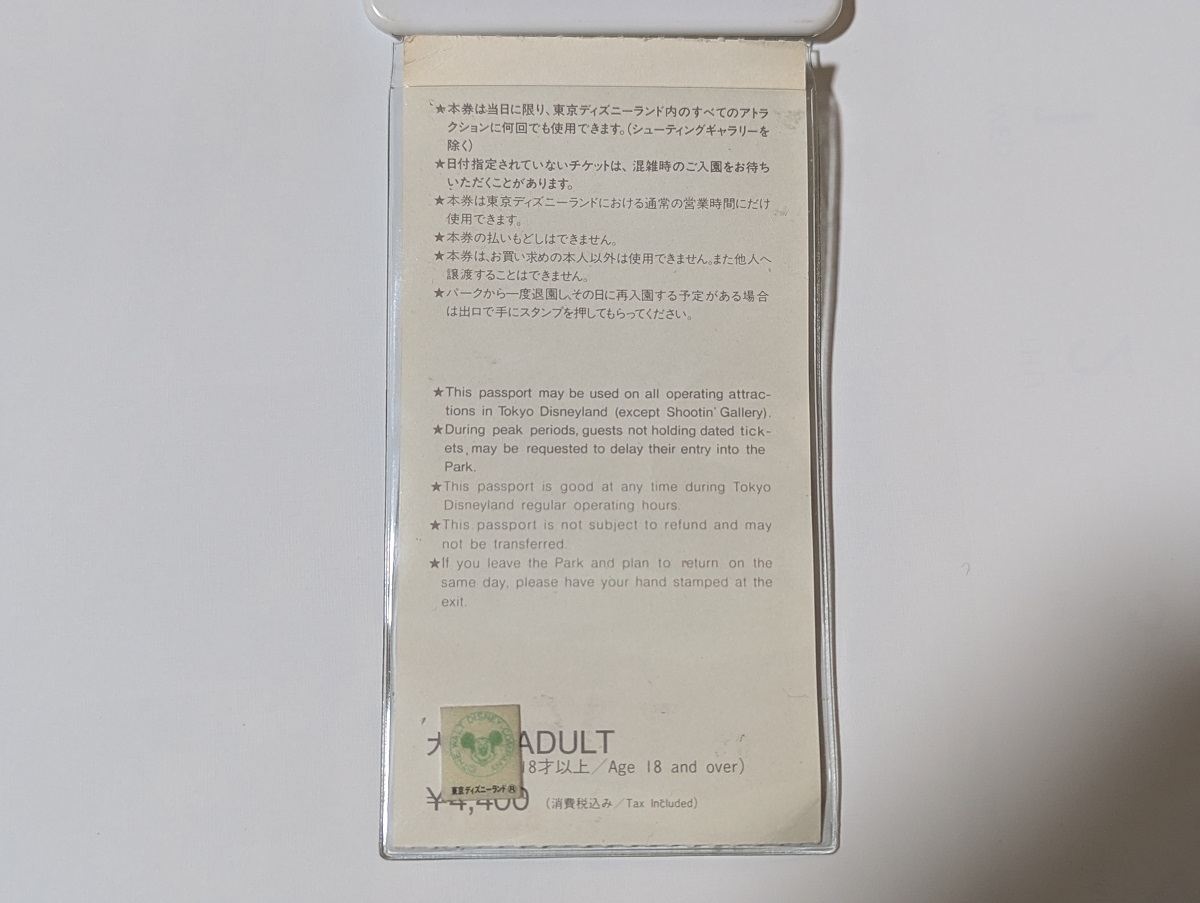 ★本券は当日に限り、東京ディズニーランド内のすべてのアトラ
クションに何回でも使用できます。(シューティングギャラリーを
除く)
★日付指定されていないチケットは、混雑時のご入園をお待ち
いただくことがあります。
★本券は東京ディズニーランドにおける通常の営業時間にだけ
使用できます。
★本券の払いもどしはできません。
★本券は、お買い求めの本人以外は使用できません。また他人へ
譲渡することはできません。
★パークから一度退園し、その日に再入園する予定がある場合
は出口で手にスタンプを押してもらってください。
★This passport may be used on all operating attrac-
tions in Tokyo Disneyland (except Shootin' Gallery).
★During peak periods, guests not holding dated tick-
ets, may be requested to delay their entry into the
Park.
★This passport is good at any time during Tokyo
Disneyland regular operating hours.
★This passport is not subject to refund and may
not be transferred.
★If you leave the Park and plan to return on the
same day, please have your hand stamped at the
exit.
ADULT
18才以上/Age 18 and over)
¥4,400 (消費税込み/Tax Included)
©THE WALT DISNEY COMPANY
東京ディズニーランド